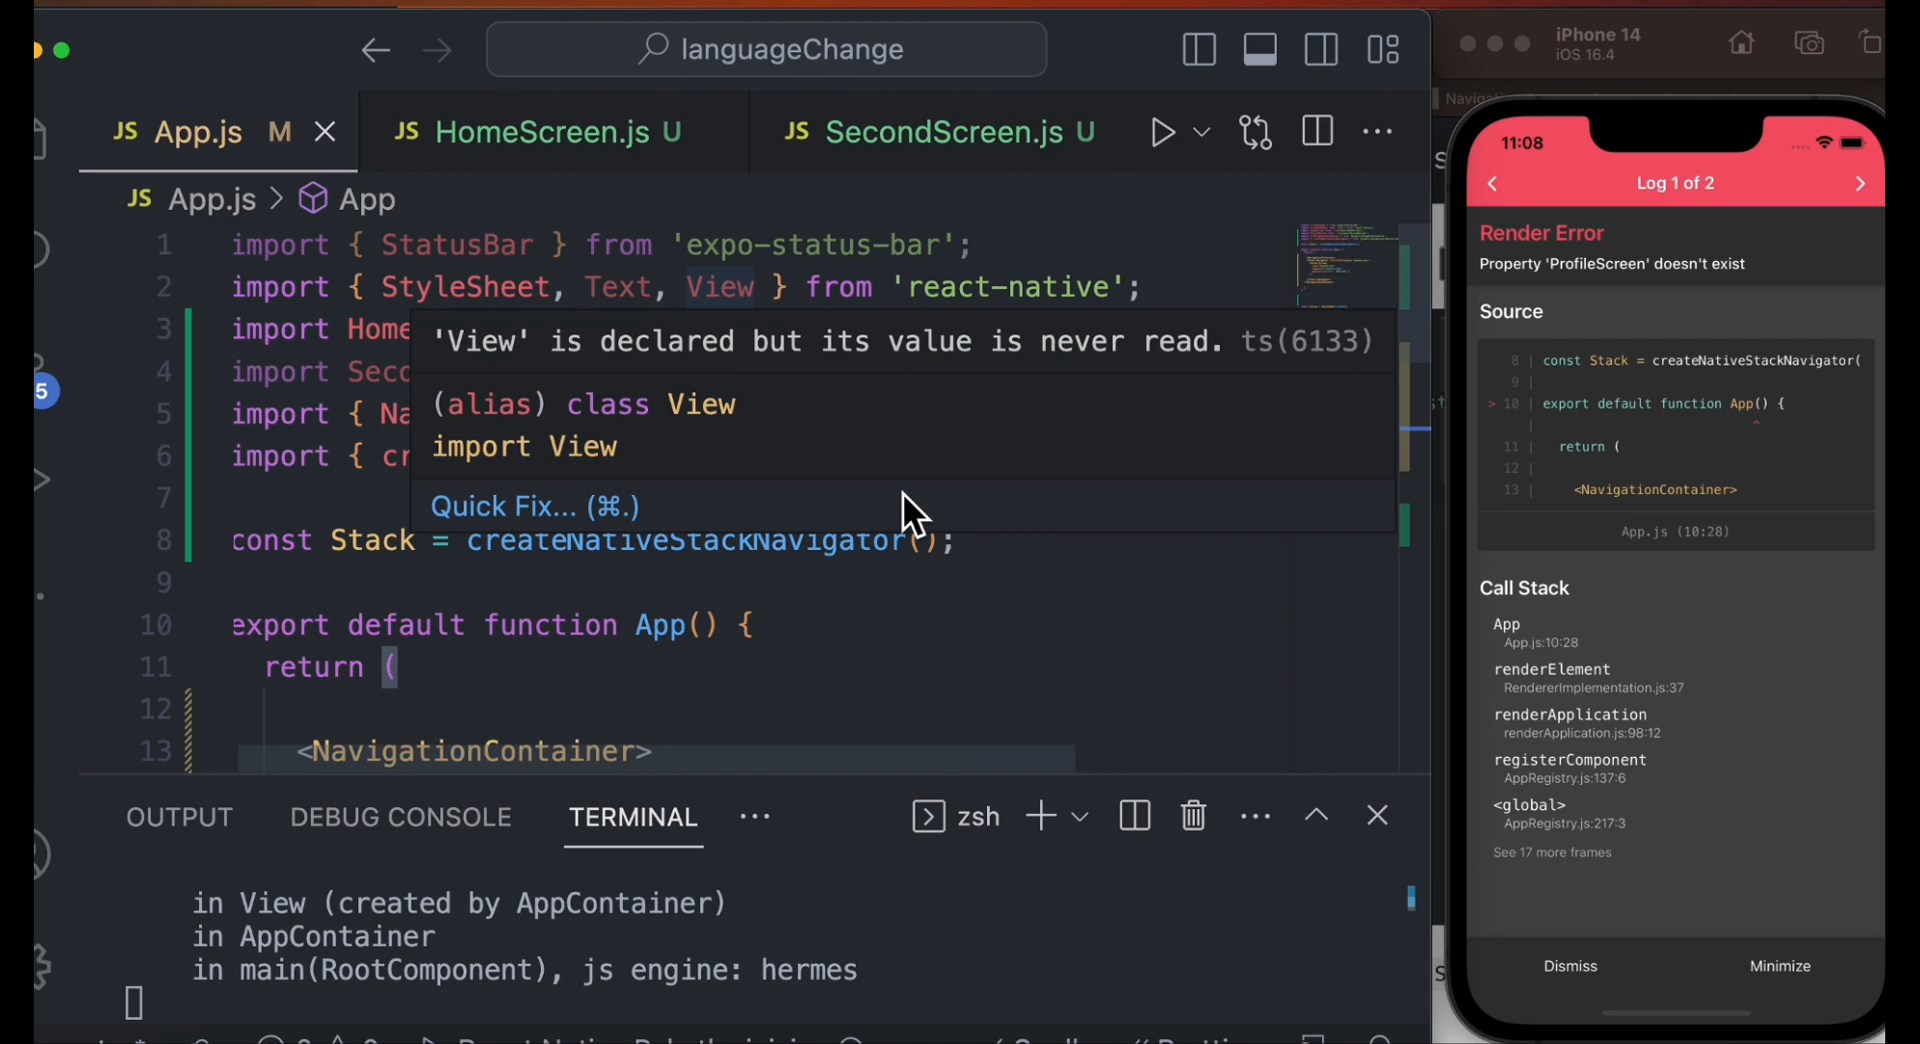 languageChange
iPhone 14
iOS 16.4
JS App.js M
JS HomeScreen.js U
JS SecondScreen.js U
JS App.js > App
1 import { StatusBar } from 'expo-status-bar';
2 import { StyleSheet, Text, View } from 'react-native';
3 import Home
4 import Seco
5 import { Na
6 import { cr
7
8 const Stack = createNativeStackNavigator();
9
10 export default function App() {
11 return (
12
13 <NavigationContainer>
'View' is declared but its value is never read. ts(6133)
(alias) class View
import View
Quick Fix... (⌘.)
5
OUTPUT
DEBUG CONSOLE
TERMINAL
zsh
in View (created by AppContainer)
in AppContainer
in main(RootComponent), js engine: hermes
11:08
Log 1 of 2
Render Error
Property 'ProfileScreen' doesn't exist
Source
8 | const Stack = createNativeStackNavigator(
9 |
> 10 | export default function App() {
| ^
11 | return (
12 |
13 | <NavigationContainer>
App.js (10:28)
Call Stack
App
App.js:10:28
renderElement
RendererImplementation.js:37
renderApplication
renderApplication.js:98:12
registerComponent
AppRegistry.js:137:6
<global>
AppRegistry.js:217:3
See 17 more frames
Dismiss
Minimize